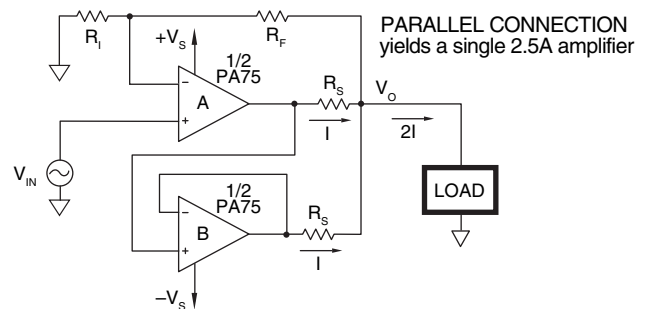 PARALLEL CONNECTION
yields a single 2.5A amplifier
R_I
+V_S
R_F
1/2
PA75
−
A
+
R_S
I
V_O
2I
V_IN
LOAD
1/2
PA75
−
B
+
R_S
I
–V_S